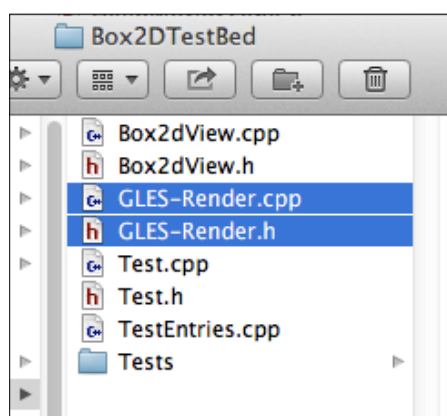 Box2DTestBed
Box2dView.cpp
Box2dView.h
GLES-Render.cpp
GLES-Render.h
Test.cpp
Test.h
TestEntries.cpp
Tests